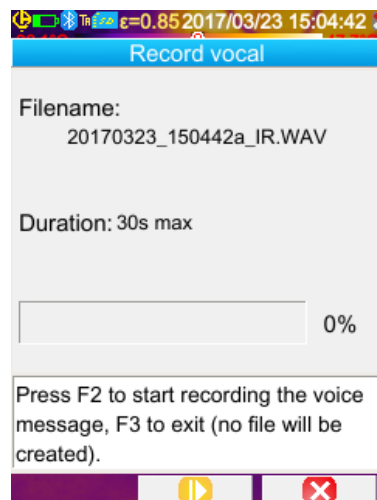 ε=0.85 2017/03/23 15:04:42
Record vocal
Filename:
20170323_150442a_IR.WAV
Duration: 30s max
0%
Press F2 to start recording the voice
message, F3 to exit (no file will be
created).